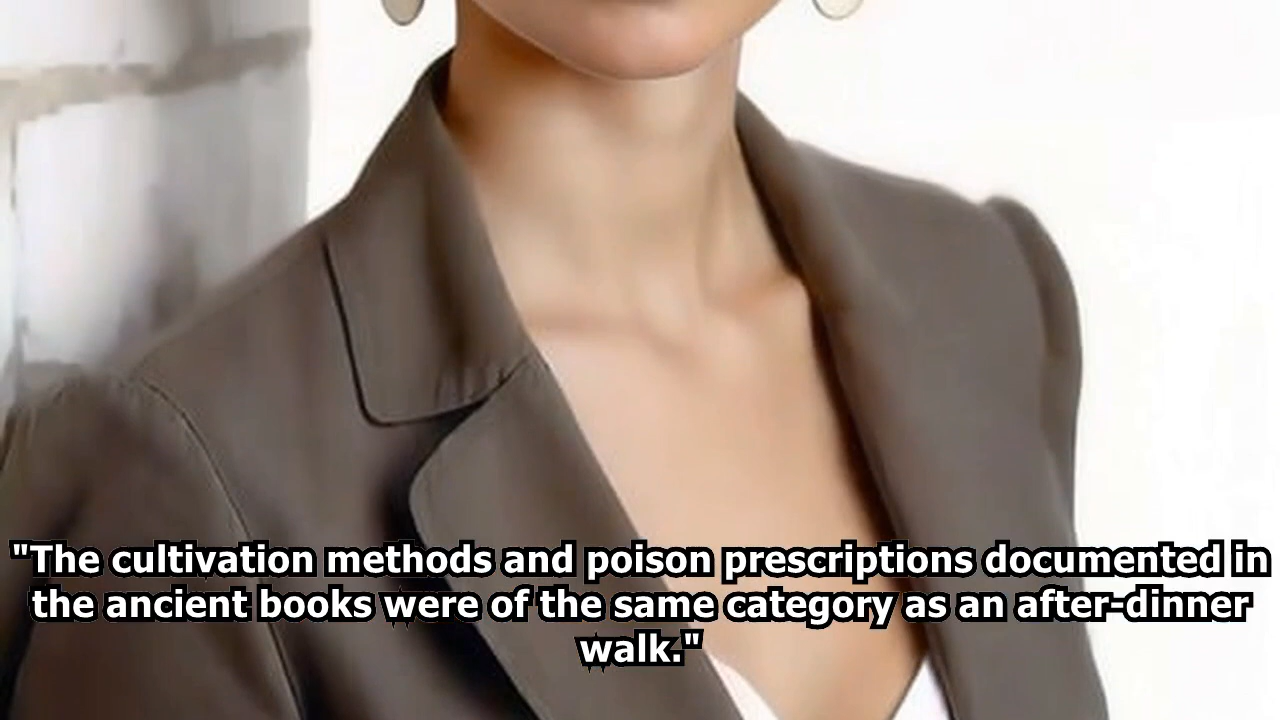 "The cultivation methods and poison prescriptions documented in
the ancient books were of the same category as an after-dinner
walk."